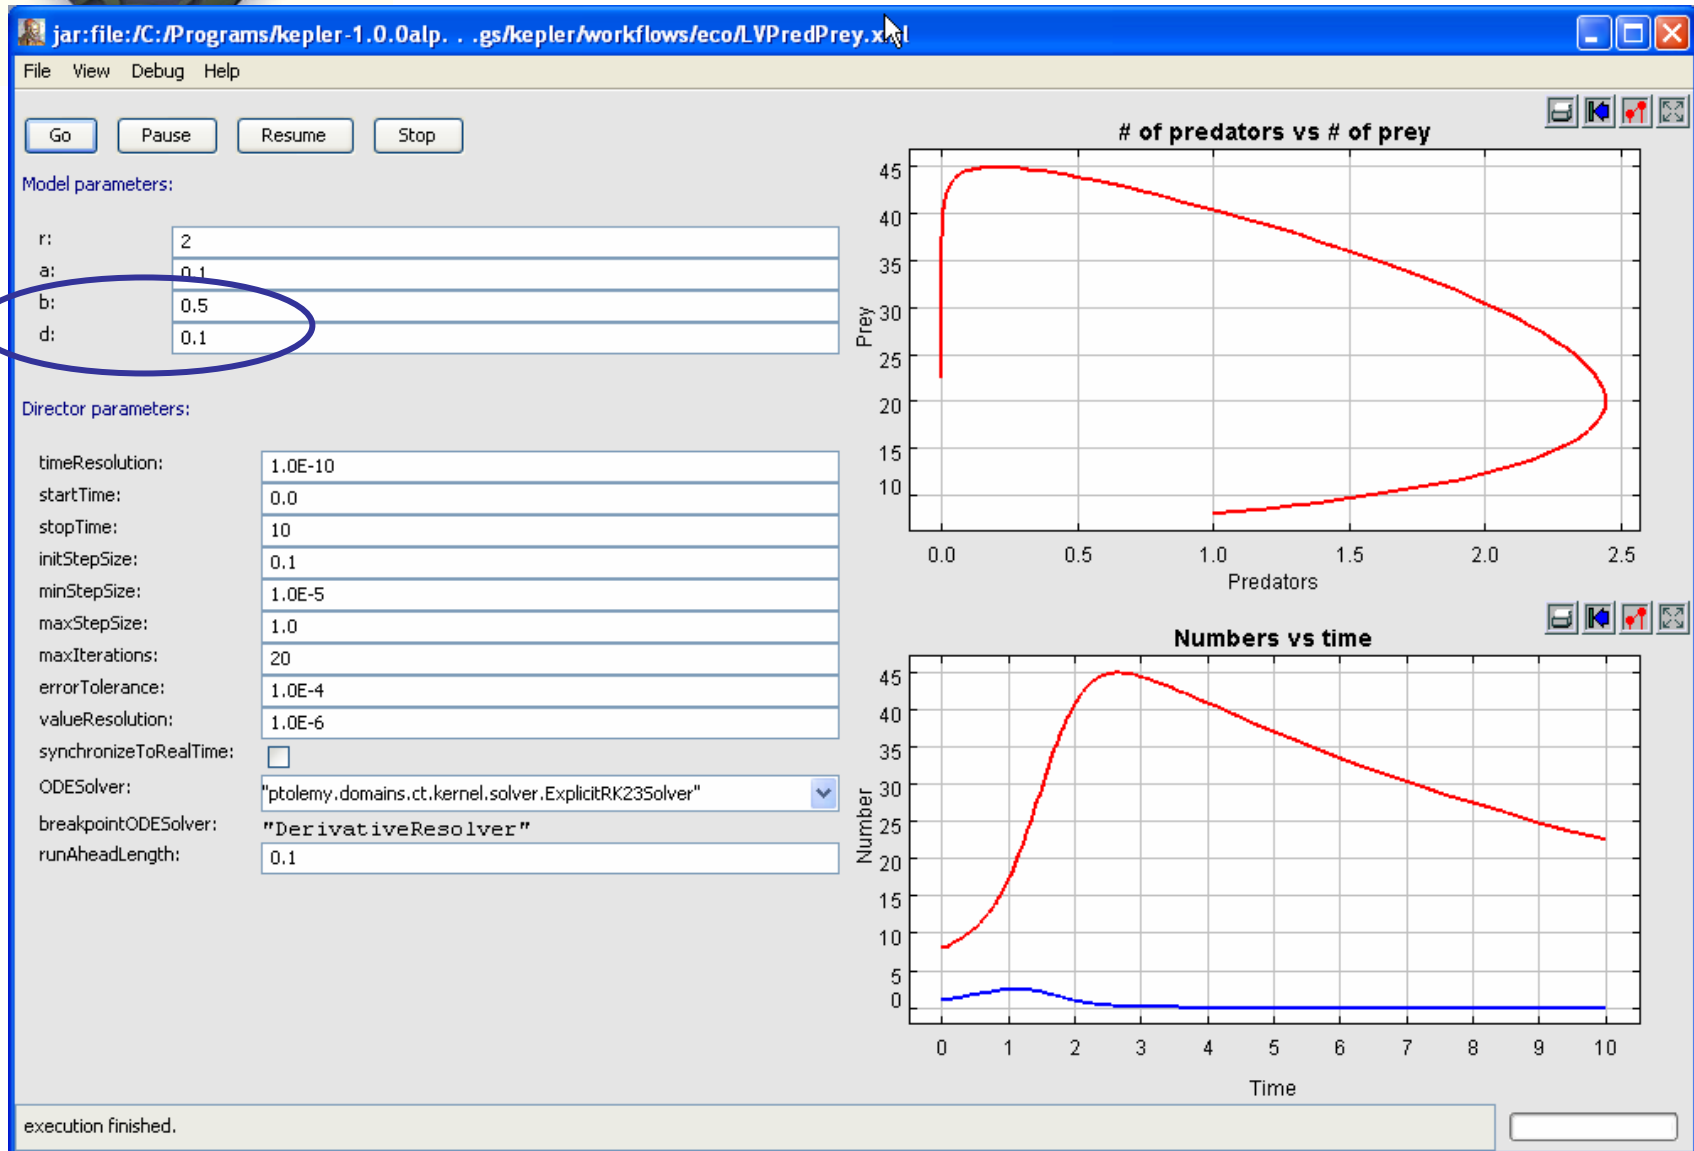 jar:file:/C:/Programs/kepler-1.0.0alp. . .gs/kepler/workflows/eco/LVPredPrey.xml
File View Debug Help
Go Pause Resume Stop
Model parameters:
r: 2
a: 0.1
b: 0.5
d: 0.1
Director parameters:
timeResolution: 1.0E-10
startTime: 0.0
stopTime: 10
initStepSize: 0.1
minStepSize: 1.0E-5
maxStepSize: 1.0
maxIterations: 20
errorTolerance: 1.0E-4
valueResolution: 1.0E-6
synchronizeToRealTime:
ODESolver: "ptolemy.domains.ct.kernel.solver.ExplicitRK23Solver"
breakpointODESolver: "DerivativeResolver"
runAheadLength: 0.1
# of predators vs # of prey
45
40
35
30
25
20
15
10
Prey
0.0 0.5 1.0 1.5 2.0 2.5
Predators
Numbers vs time
45
40
35
30
25
20
15
10
5
0
Number
0 1 2 3 4 5 6 7 8 9 10
Time
execution finished.